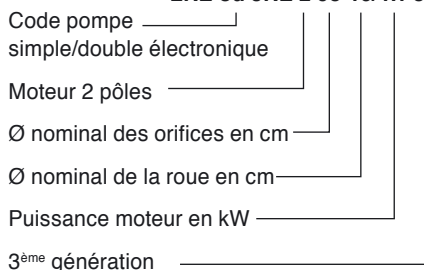 Code pompe
simple/double électronique
Moteur 2 pôles
Ø nominal des orifices en cm
Ø nominal de la roue en cm
Puissance moteur en kW
3ème génération